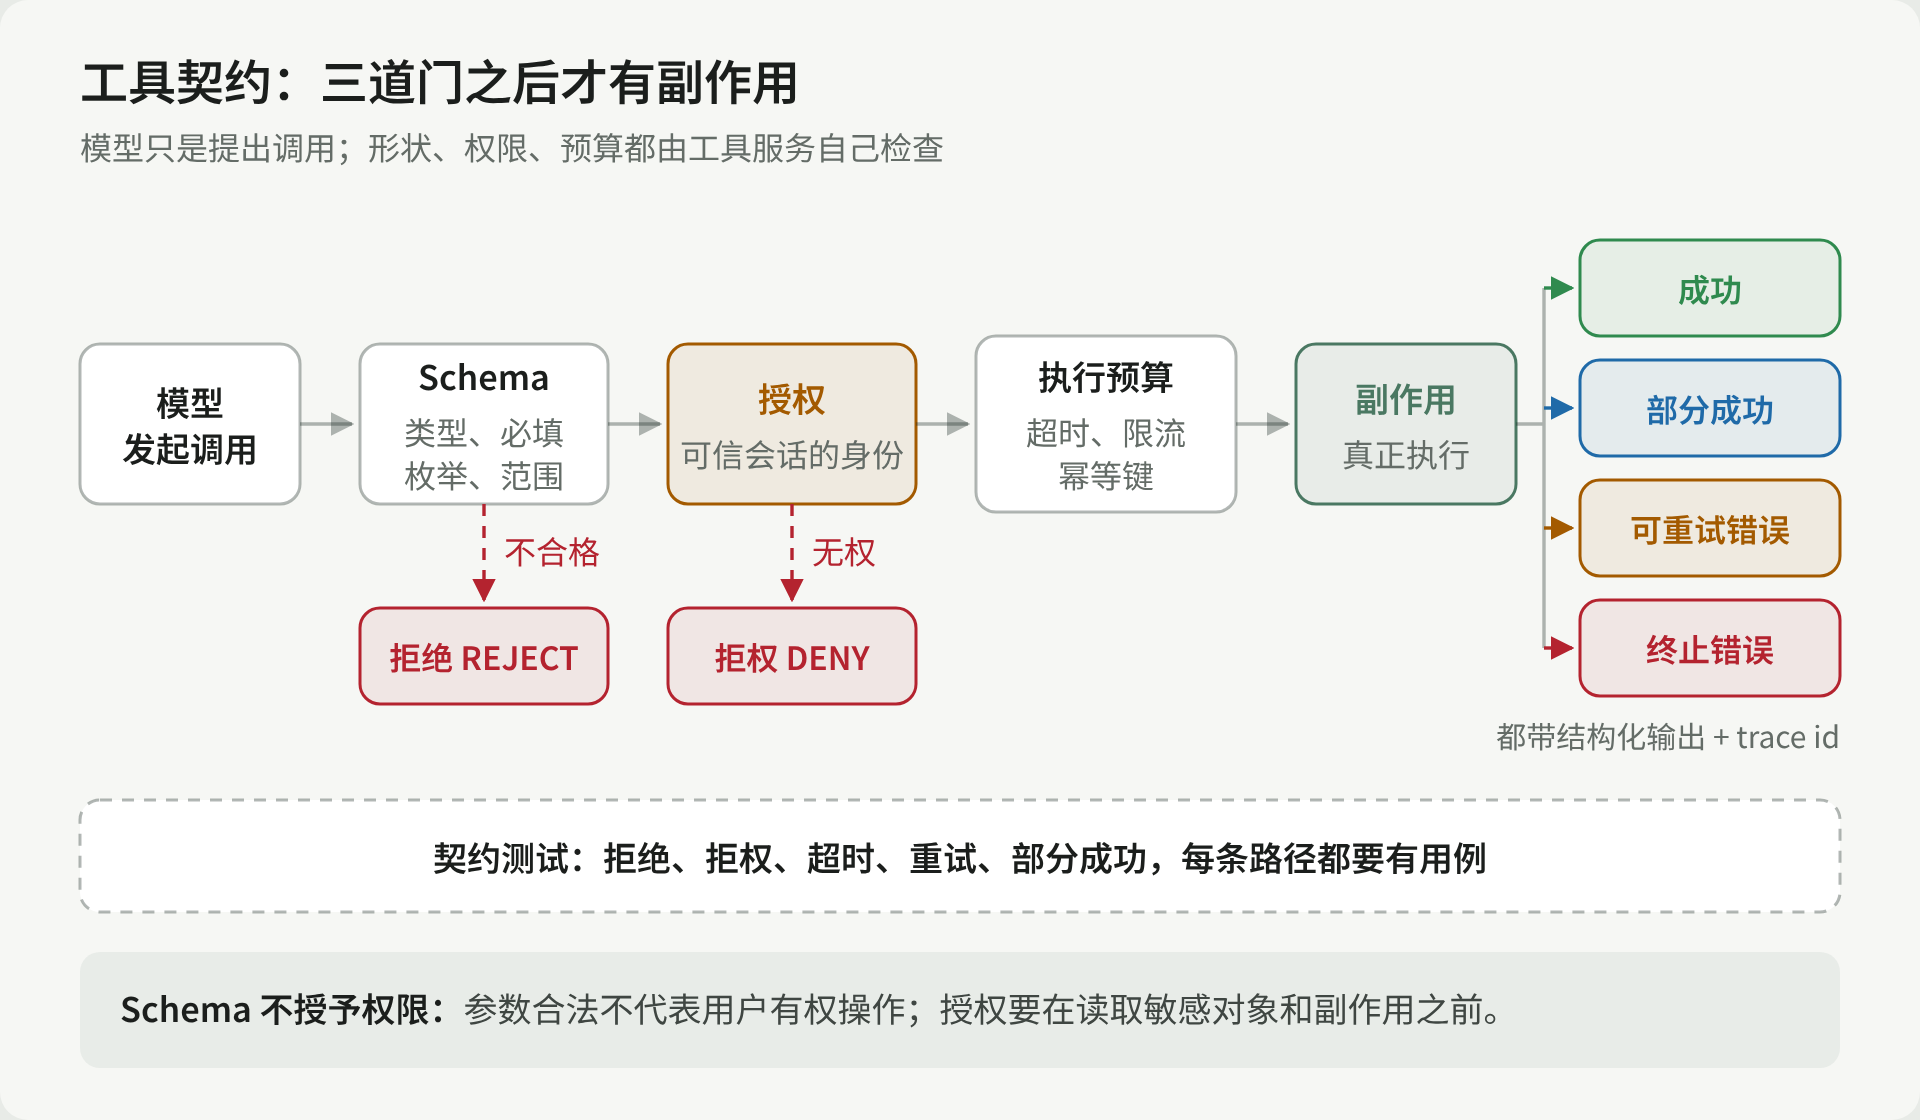 工具契约：三道门之后才有副作用
模型只是提出调用；形状、权限、预算都由工具服务自己检查
模型
发起调用
Schema
类型、必填
枚举、范围
授权
可信会话的身份
执行预算
超时、限流
幂等键
副作用
真正执行
成功
部分成功
可重试错误
终止错误
不合格
无权
拒绝 REJECT
拒权 DENY
都带结构化输出 + trace id
契约测试：拒绝、拒权、超时、重试、部分成功，每条路径都要有用例
Schema 不授予权限：参数合法不代表用户有权操作；授权要在读取敏感对象和副作用之前。